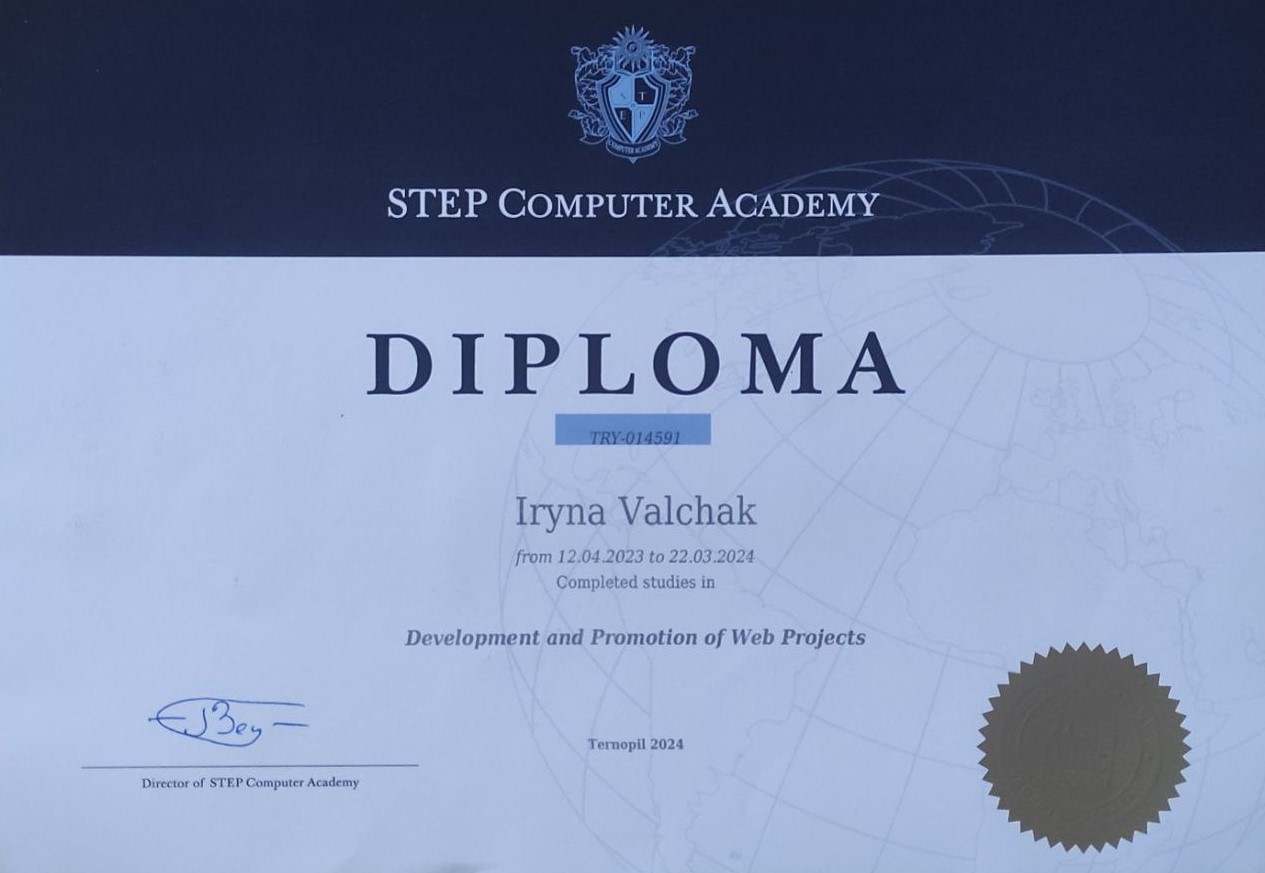 S T
E P
COMPUTER ACADEMY
STEP COMPUTER ACADEMY
DIPLOMA
TRY-014591
Iryna Valchak
from 12.04.2023 to 22.03.2024
Completed studies in
Development and Promotion of Web Projects
Ternopil 2024
Director of STEP Computer Academy